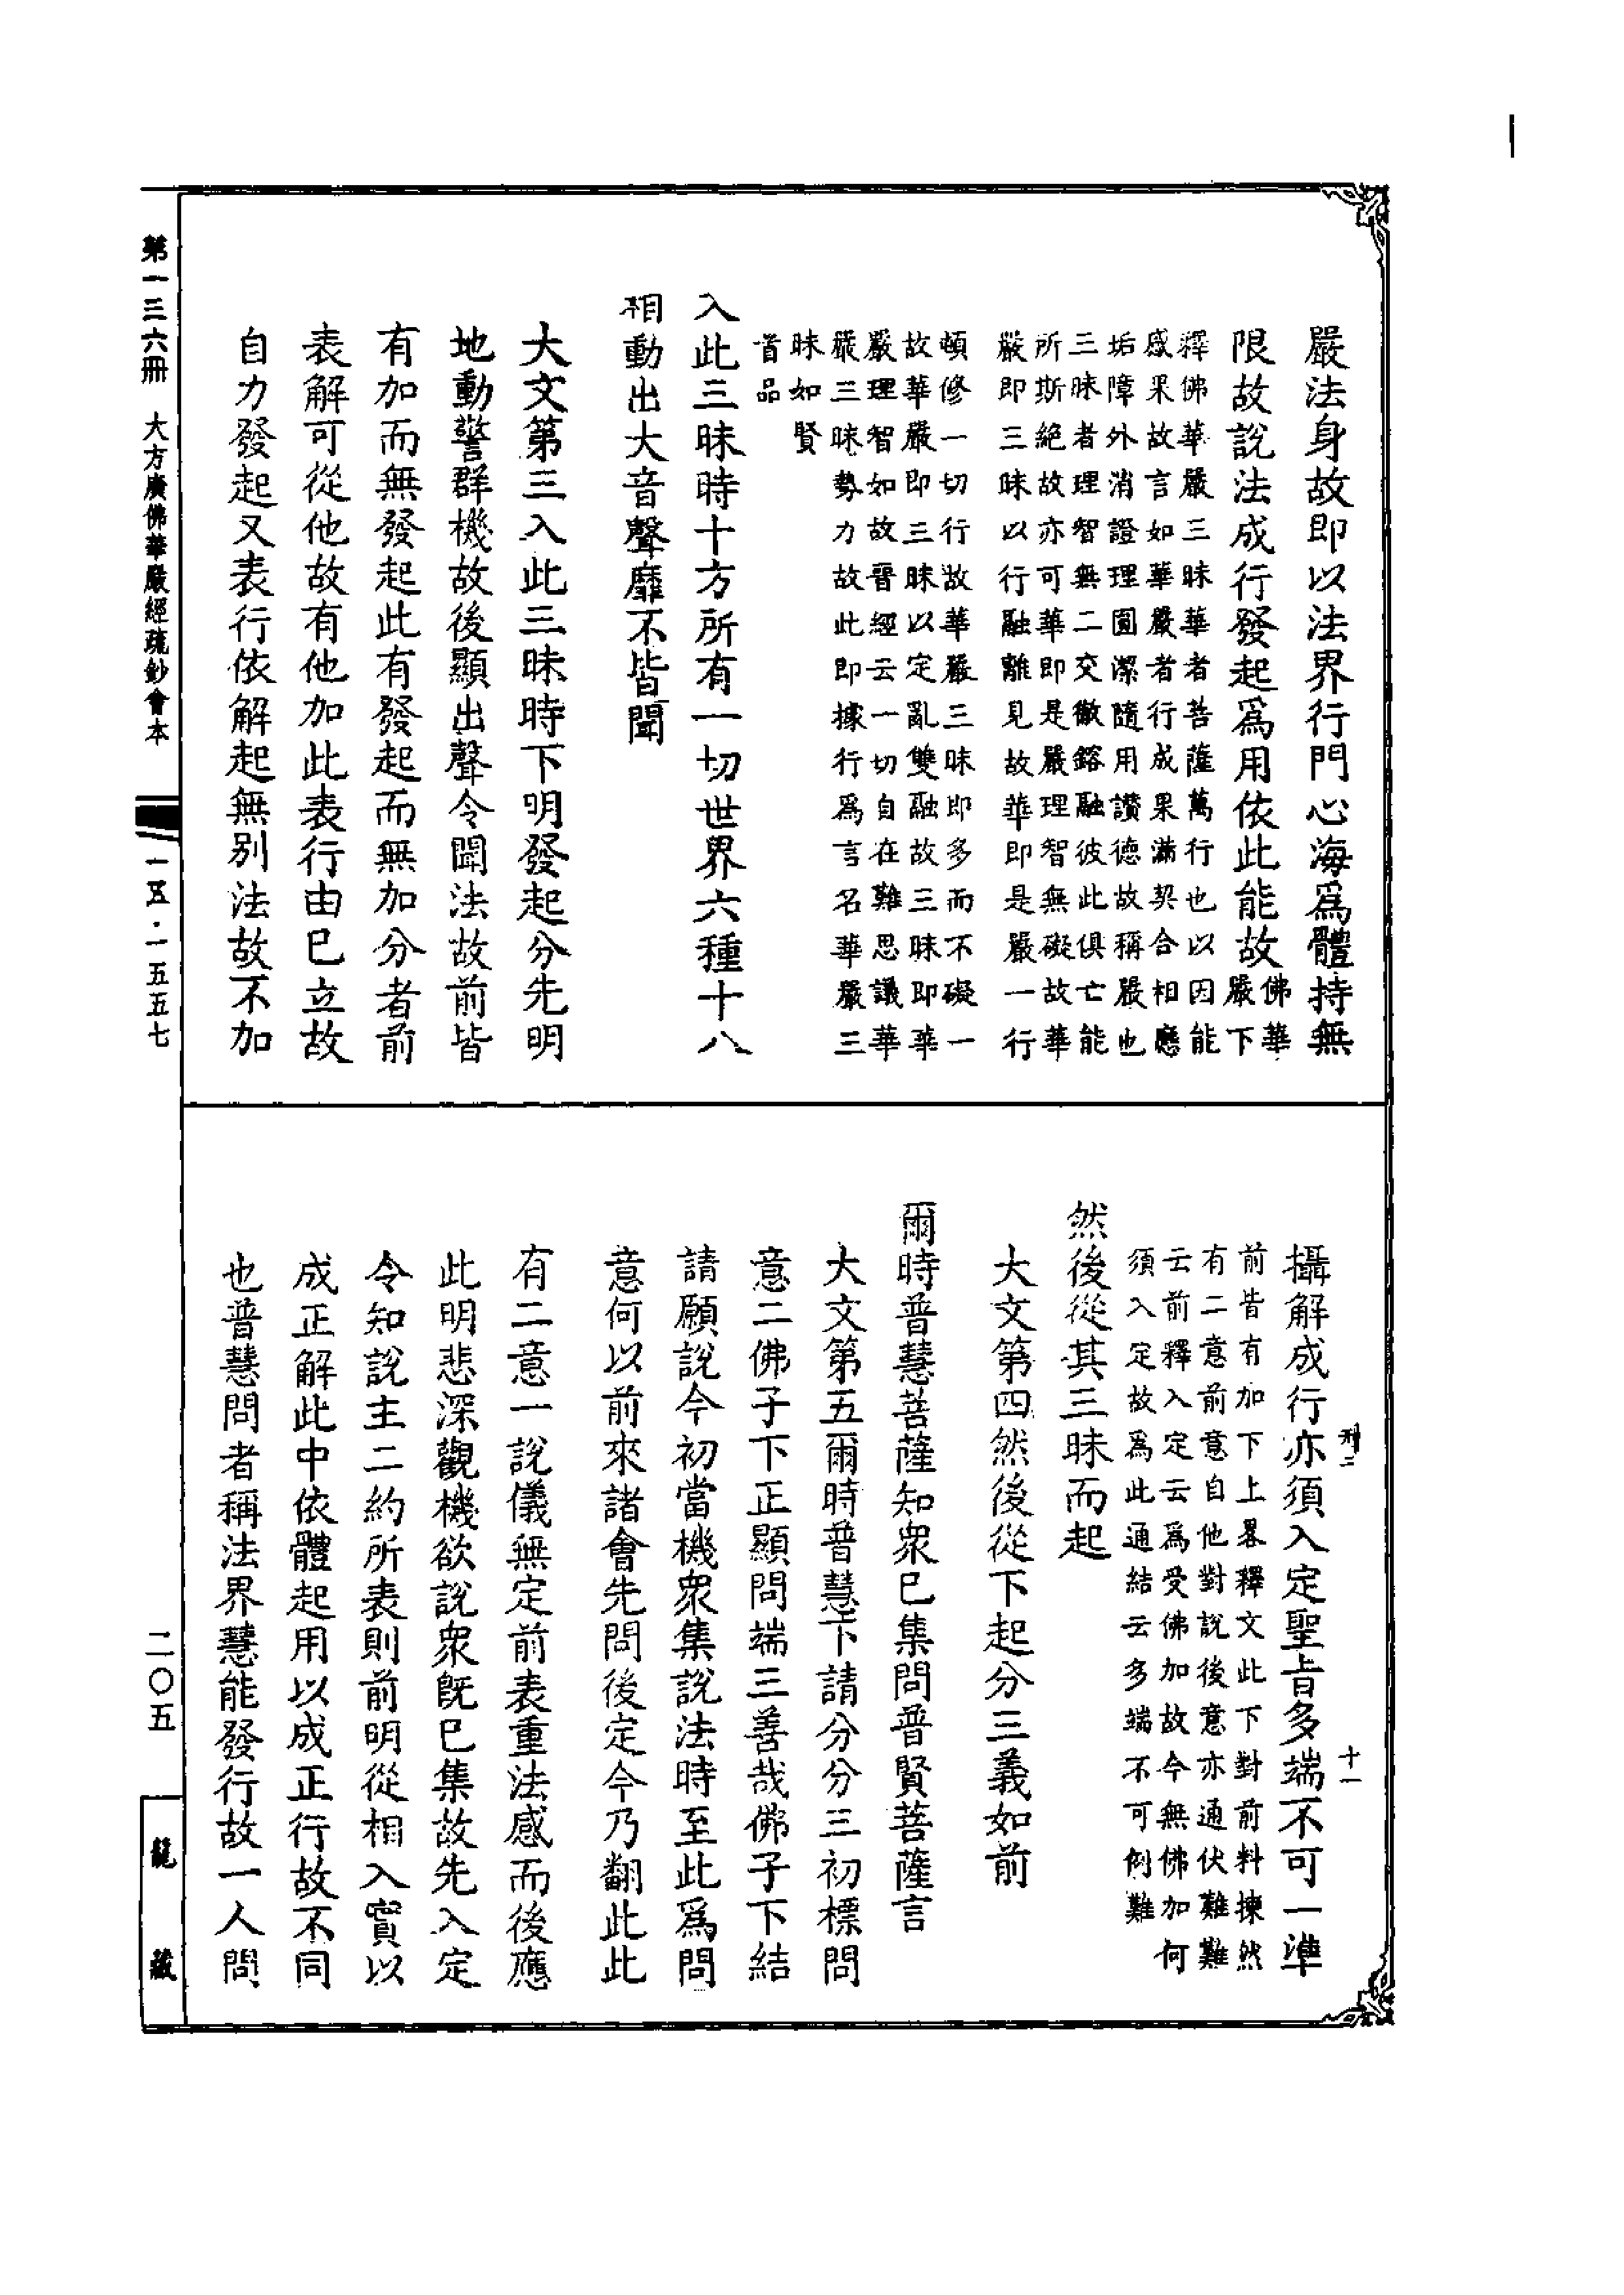 嚴法身故即以法界行門心海爲體持無
限故說法成行發起爲用依此能故佛華
嚴下
釋佛華嚴三昧華者菩薩萬行也以因能
感果故言如華嚴者行成果滿契合相應
垢障外消證理圓潔隨用讚德故稱嚴也
三昧者理智無二交徹鎔融彼此俱亡能
所斯絕故亦可華即是嚴理智無礙故華
嚴即三昧以行融離見故華即是嚴一行
頓修一切行故華嚴三昧即多而不礙一
故華嚴即三昧以定亂雙融故三昧即華
嚴理智如如故晉經云一切自在難思議華
嚴三昧勢力故此即據行爲言名華嚴三
昧如賢
首品
入此三昧時十方所有一切世界六種十八
相動出大音聲靡不皆聞
大文第三入此三昧時下明發起分先明
地動警群機故後顯出聲令聞法故前皆
有加而無發起此有發起而無加分者前
表解可從他故有他加此表行由已立故
自力發起又表行依解起無別法故不加
攝解成行亦須入定聖旨多端不可一準
前皆有加下上畧釋文此下對前料揀然
有二意前意自他對說後意亦通伏難難
云前釋入定云爲受佛加故今無佛加何
須入定故爲此通結云多端不可例難
然後從其三昧而起
大文第四然後從下起分三義如前
爾時普慧菩薩知衆已集問普賢菩薩言
大文第五爾時普慧下請分分三初標問
意二佛子下正顯問端三善哉佛子下結
請願說今初當機衆集說法時至此爲問
意何以前來諸會先問後定今乃翻此此
有二意一說儀無定前表重法感而後應
此明悲深觀機欲說衆旣已集故先入定
令知說主二約所表則前明從相入實以
成正解此中依體起用以成正行故不同
也普慧問者稱法界慧能發行故一人問
刑二
十一
第一三六冊 大方廣佛華嚴經疏鈔會本
一五·一五五七
二〇五
龍藏